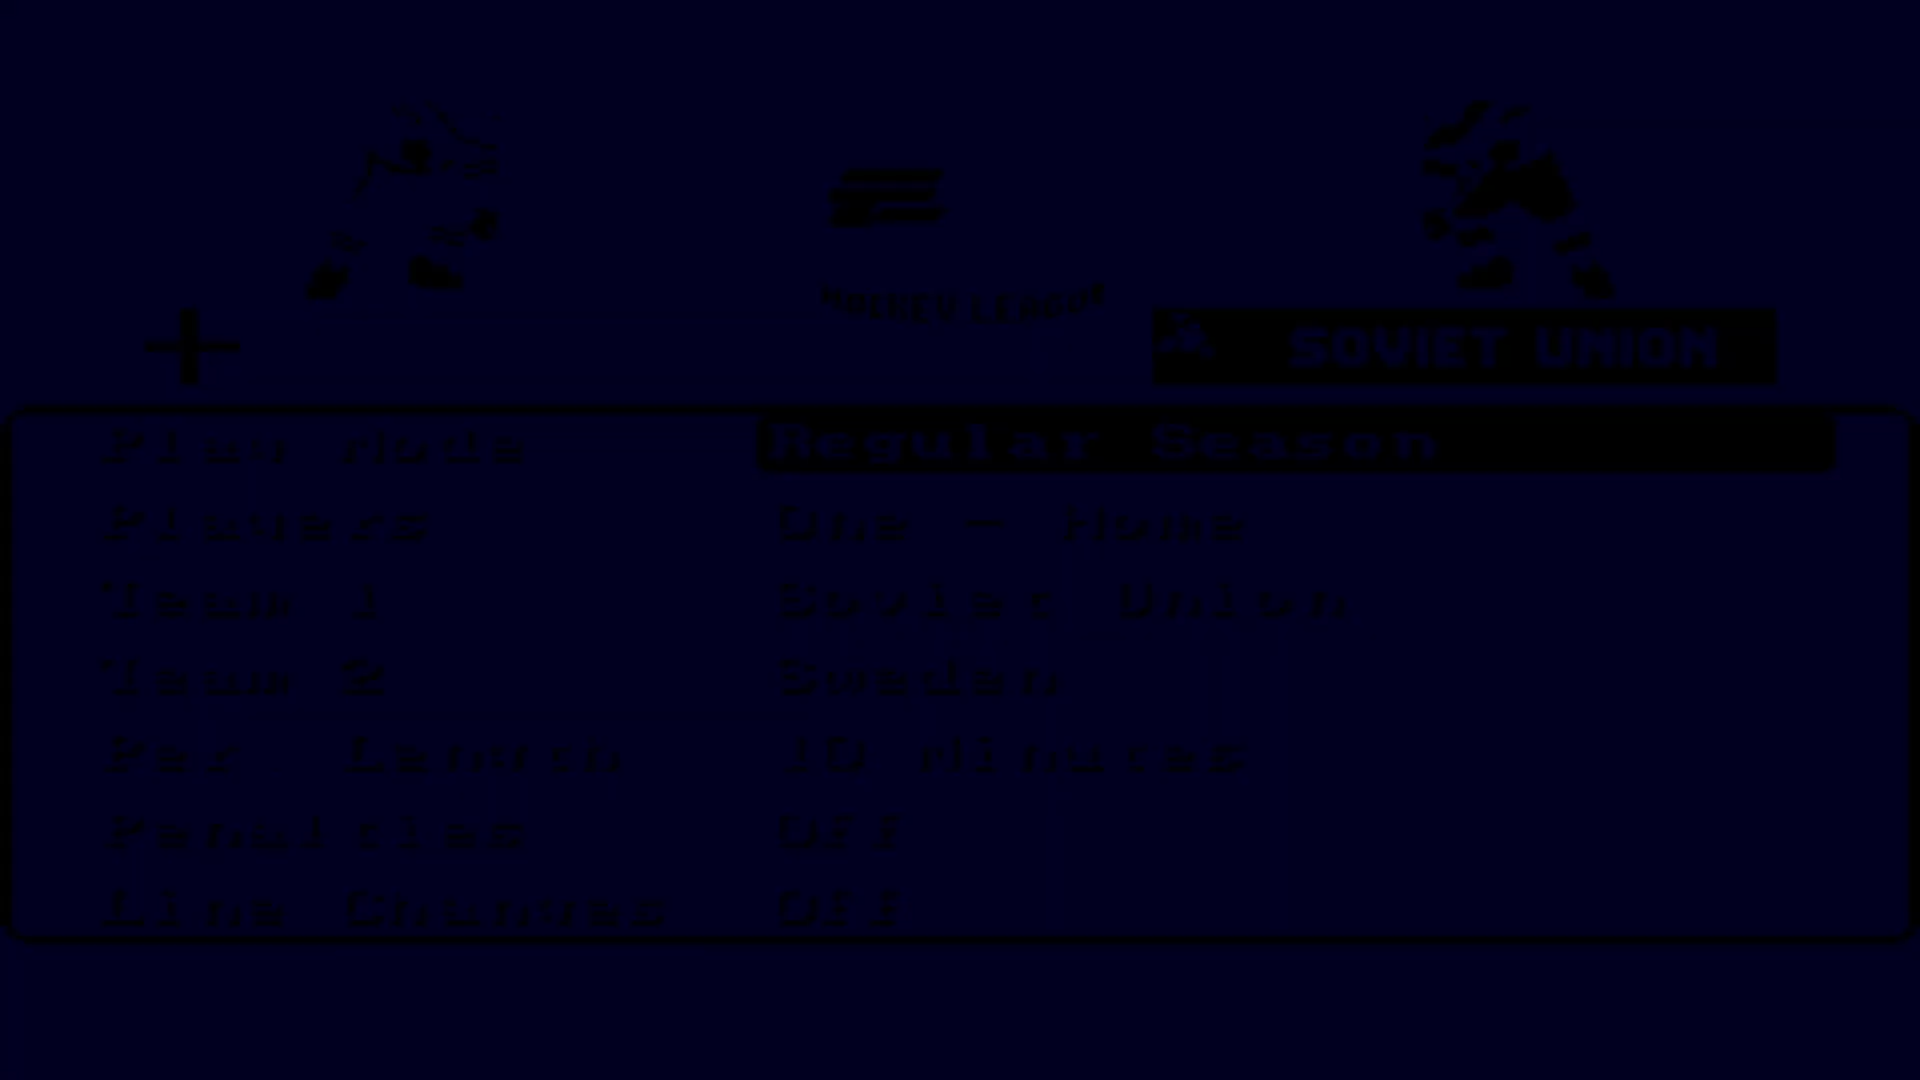 HOCKEY LEAGUE
SOVIET UNION
Play Mode Regular Season
Players One - Home
Team 1 Soviet Union
Team 2 Sweden
Per. Length 10 Minutes
Penalties Off
Line Changes Off